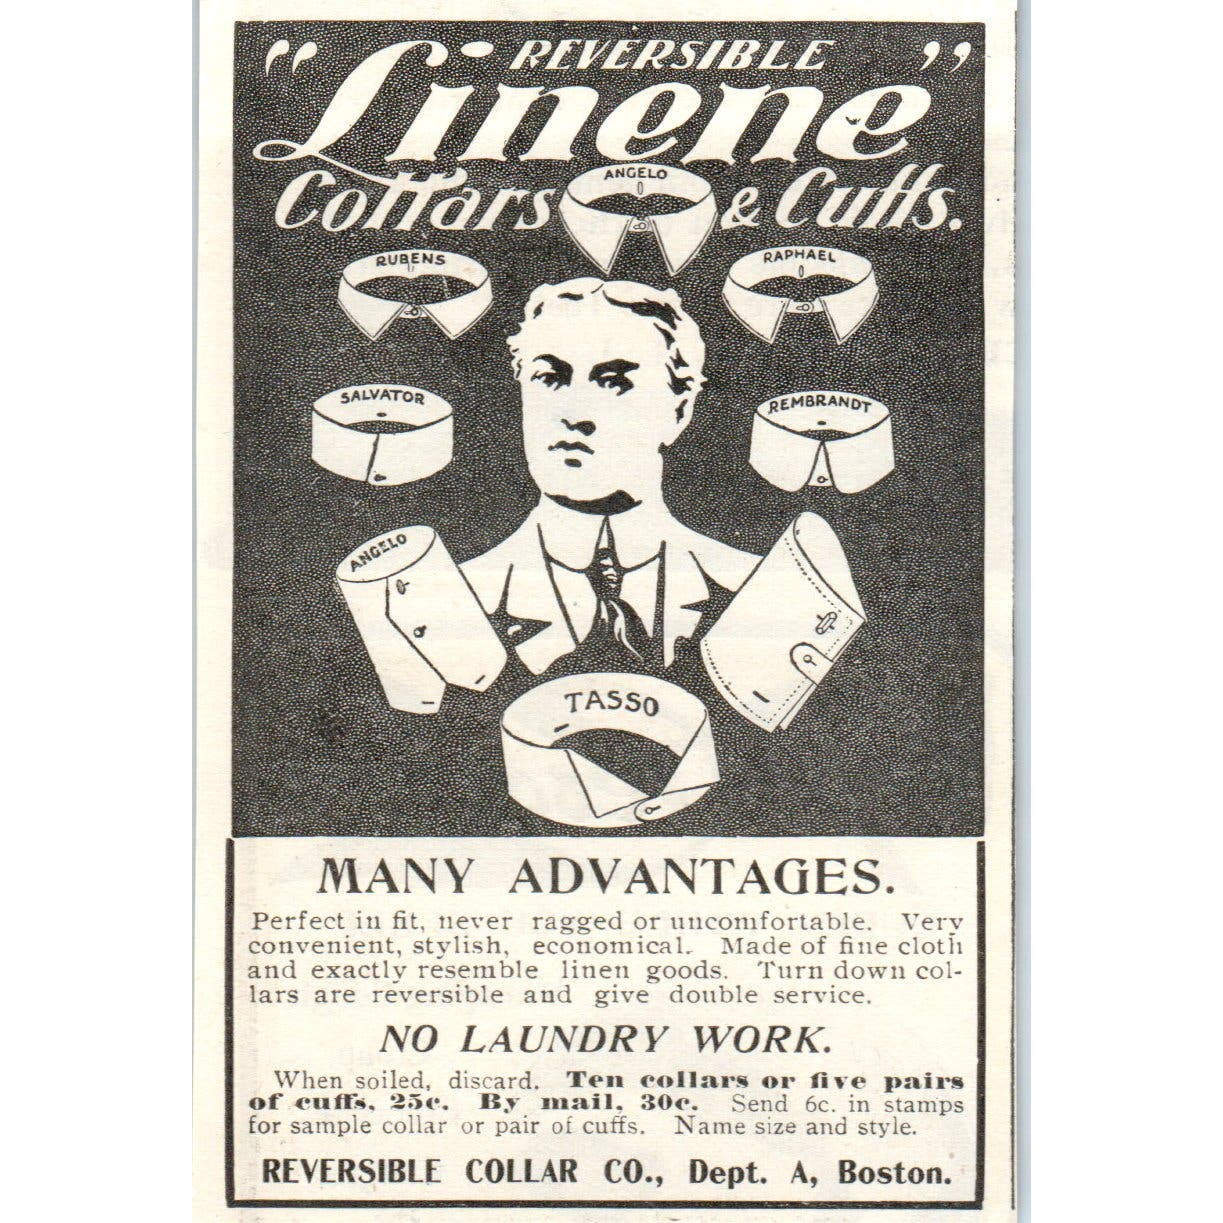 REVERSIBLE
"Linene"
Collars & Cuffs.
ANGELO
RUBENS
RAPHAEL
SALVATOR
REMBRANDT
ANGELO
TASSO
MANY ADVANTAGES.
Perfect in fit, never ragged or uncomfortable. Very
convenient, stylish, economical. Made of fine cloth
and exactly resemble linen goods. Turn down col-
lars are reversible and give double service.
NO LAUNDRY WORK.
When soiled, discard. Ten collars or five pairs
of cuffs, 25c. By mail, 30c. Send 6c. in stamps
for sample collar or pair of cuffs. Name size and style.
REVERSIBLE COLLAR CO., Dept. A, Boston.